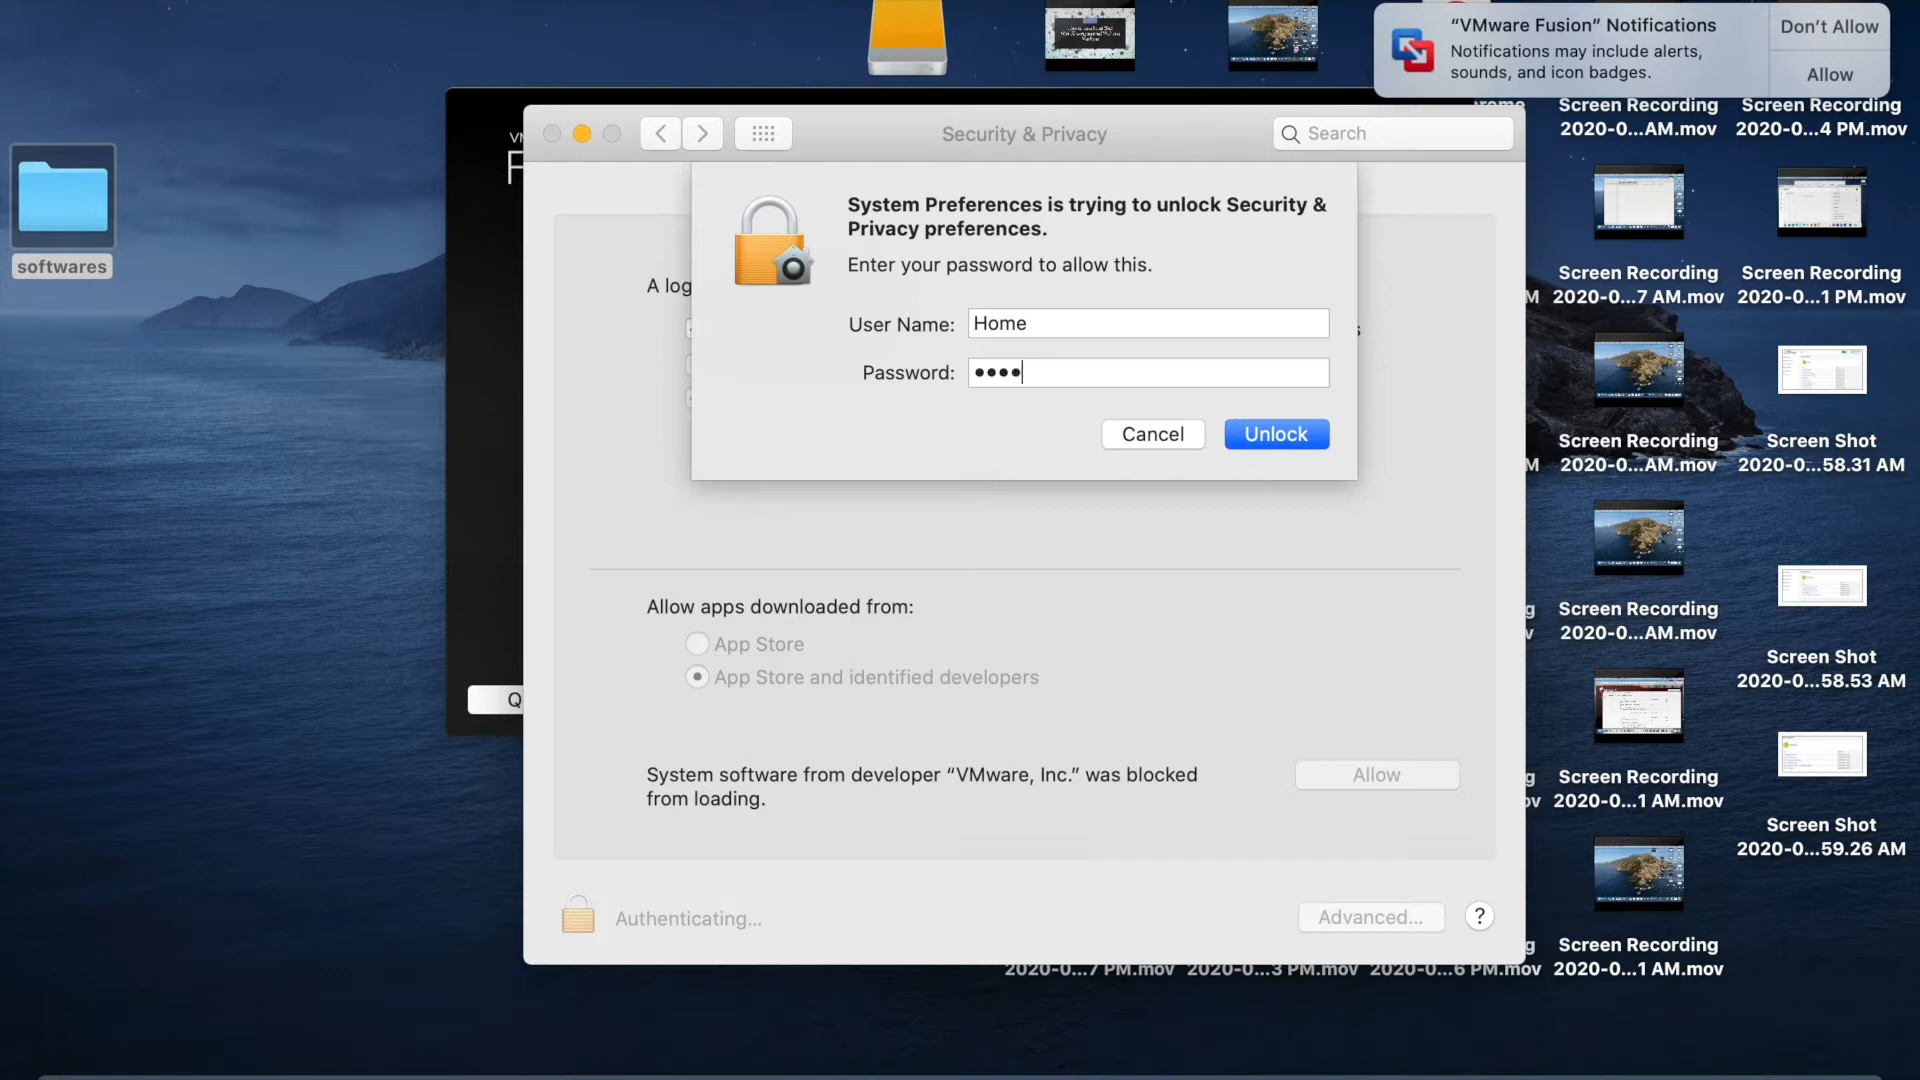 “VMware Fusion” Notifications
Notifications may include alerts,
sounds, and icon badges.
Don’t Allow
Allow
softwares
Security & Privacy
Search
System Preferences is trying to unlock Security &
Privacy preferences.
Enter your password to allow this.
User Name: Home
Password: ••••
Cancel
Unlock
A log
Allow apps downloaded from:
App Store
App Store and identified developers
System software from developer “VMware, Inc.” was blocked
from loading.
Allow
Authenticating...
Advanced...
?
Q
Screen Recording
2020-0...AM.mov
Screen Recording
2020-0...4 PM.mov
Screen Recording
2020-0...7 AM.mov
Screen Recording
2020-0...1 PM.mov
Screen Recording
2020-0...AM.mov
Screen Shot
2020-0...58.31 AM
Screen Recording
2020-0...AM.mov
Screen Shot
2020-0...58.53 AM
Screen Recording
2020-0...1 AM.mov
Screen Shot
2020-0...59.26 AM
Screen Recording
2020-0...1 AM.mov
2020-0...7 PM.mov
2020-0...3 PM.mov
2020-0...6 PM.mov